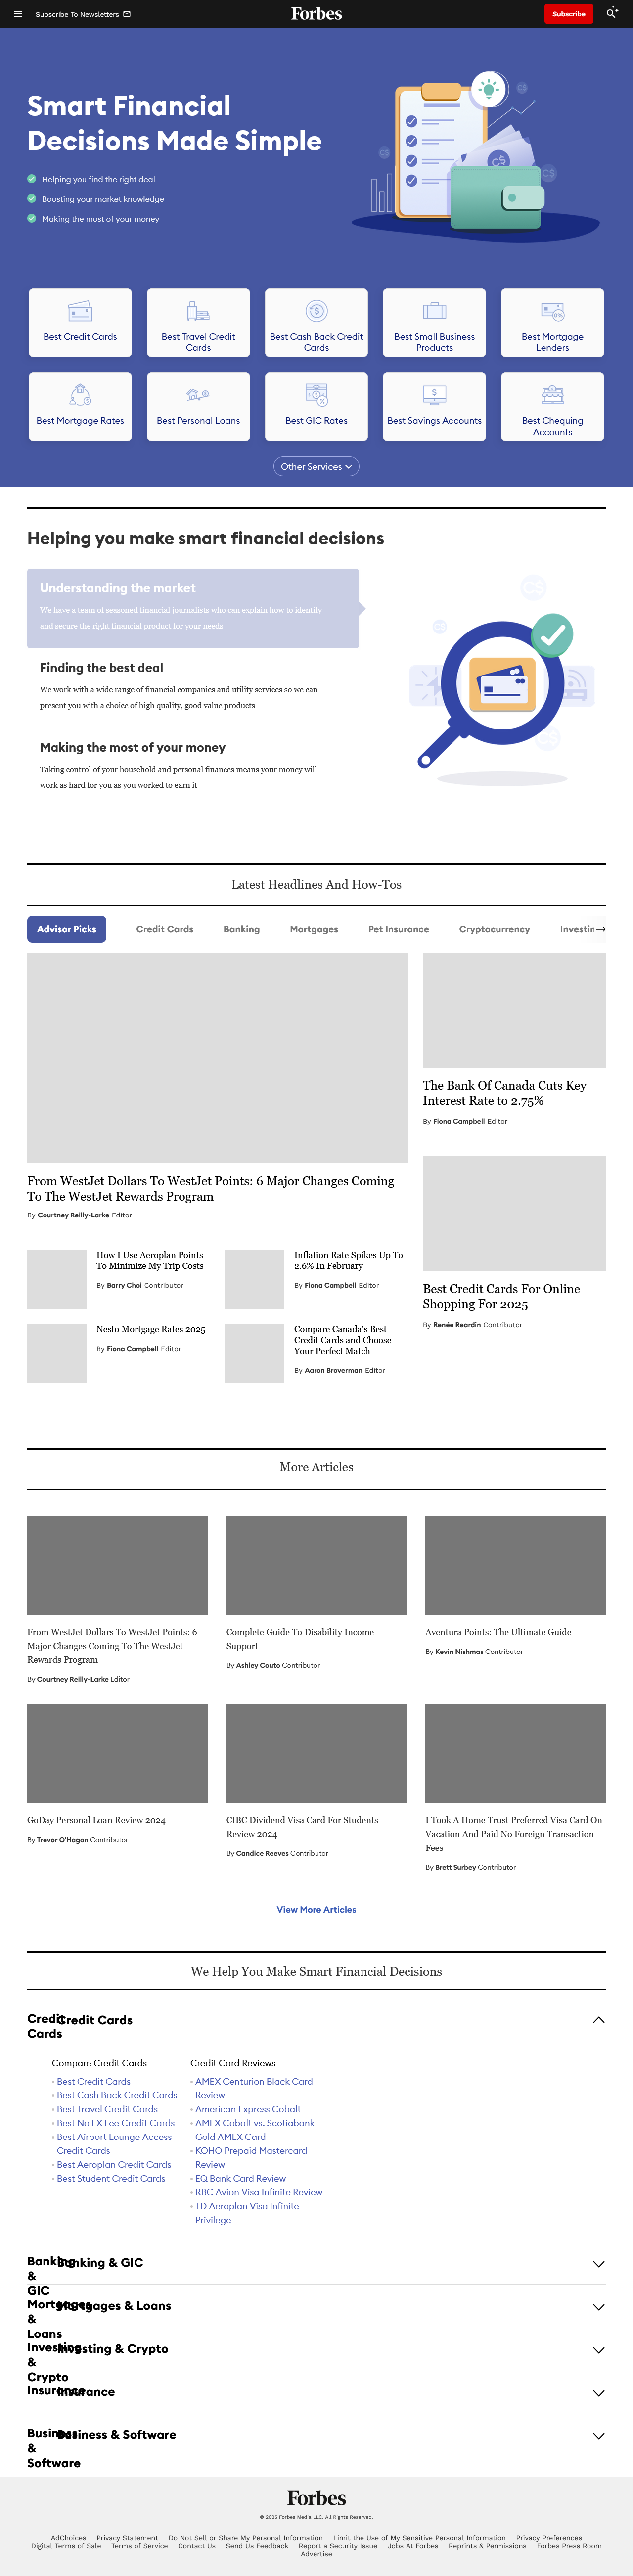 Subscribe To Newsletters
Forbes
Subscribe
Smart Financial
Decisions Made Simple
Helping you find the right deal
Boosting your market knowledge
Making the most of your money
Best Credit Cards
Best Travel Credit
Cards
Best Cash Back Credit
Cards
Best Small Business
Products
Best Mortgage
Lenders
Best Mortgage Rates
Best Personal Loans
Best GIC Rates
Best Savings Accounts
Best Chequing
Accounts
Other Services
Helping you make smart financial decisions
Understanding the market
We have a team of seasoned financial journalists who can explain how to identify
and secure the right financial product for your needs
Finding the best deal
We work with a wide range of financial companies and utility services so we can
present you with a choice of high quality, good value products
Making the most of your money
Taking control of your household and personal finances means your money will
work as hard for you as you worked to earn it
Latest Headlines And How-Tos
Advisor Picks
Credit Cards
Banking
Mortgages
Pet Insurance
Cryptocurrency
Investin
From WestJet Dollars To WestJet Points: 6 Major Changes Coming
To The WestJet Rewards Program
By Courtney Reilly-Larke Editor
The Bank Of Canada Cuts Key
Interest Rate to 2.75%
By Fiona Campbell Editor
Best Credit Cards For Online
Shopping For 2025
By Renée Reardin Contributor
How I Use Aeroplan Points
To Minimize My Trip Costs
By Barry Choi Contributor
Inflation Rate Spikes Up To
2.6% In February
By Fiona Campbell Editor
Nesto Mortgage Rates 2025
By Fiona Campbell Editor
Compare Canada's Best
Credit Cards and Choose
Your Perfect Match
By Aaron Broverman Editor
More Articles
From WestJet Dollars To WestJet Points: 6
Major Changes Coming To The WestJet
Rewards Program
By Courtney Reilly-Larke Editor
Complete Guide To Disability Income
Support
By Ashley Couto Contributor
Aventura Points: The Ultimate Guide
By Kevin Nishmas Contributor
GoDay Personal Loan Review 2024
By Trevor O'Hagan Contributor
CIBC Dividend Visa Card For Students
Review 2024
By Candice Reeves Contributor
I Took A Home Trust Preferred Visa Card On
Vacation And Paid No Foreign Transaction
Fees
By Brett Surbey Contributor
View More Articles
We Help You Make Smart Financial Decisions
Credit
Cards
Credit Cards
Compare Credit Cards
Best Credit Cards
Best Cash Back Credit Cards
Best Travel Credit Cards
Best No FX Fee Credit Cards
Best Airport Lounge Access
Credit Cards
Best Aeroplan Credit Cards
Best Student Credit Cards
Credit Card Reviews
AMEX Centurion Black Card
Review
American Express Cobalt
AMEX Cobalt vs. Scotiabank
Gold AMEX Card
KOHO Prepaid Mastercard
Review
EQ Bank Card Review
RBC Avion Visa Infinite Review
TD Aeroplan Visa Infinite
Privilege
Banking
&
GIC
Banking & GIC
Mortgages
&
Loans
Mortgages & Loans
Investing
&
Crypto
Investing & Crypto
Insurance
Insurance
Business
&
Software
Business & Software
Forbes
© 2026 Forbes Media LLC. All Rights Reserved.
AdChoices
Privacy Statement
Do Not Sell or Share My Personal Information
Limit the Use of My Sensitive Personal Information
Privacy Preferences
Digital Terms of Sale
Terms of Service
Contact Us
Send Us Feedback
Report a Security Issue
Jobs At Forbes
Reprints & Permissions
Forbes Press Room
Advertise